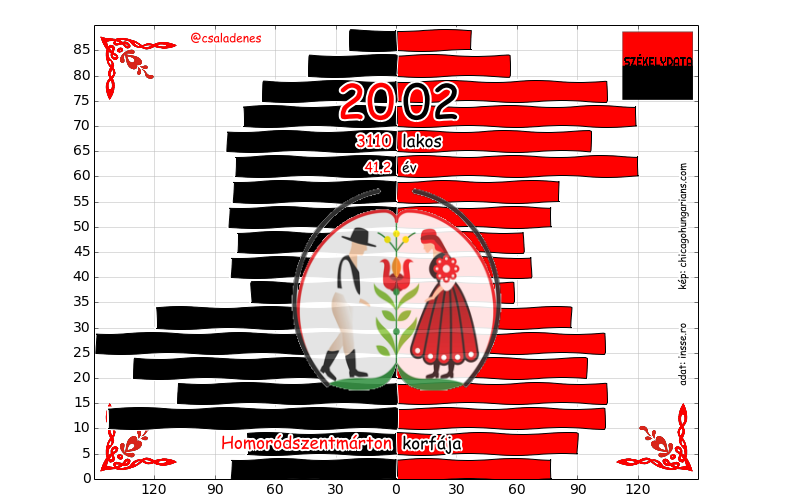 @csaladenes
SZÉKELYDATA
2002
3110 lakos
41,2 év
kép: chicagohungarians.com
adat: insse.ro
Homoródszentmárton korfája
85
80
75
70
65
60
55
50
45
40
35
30
25
20
15
10
5
0
120 90 60 30 0 30 60 90 120